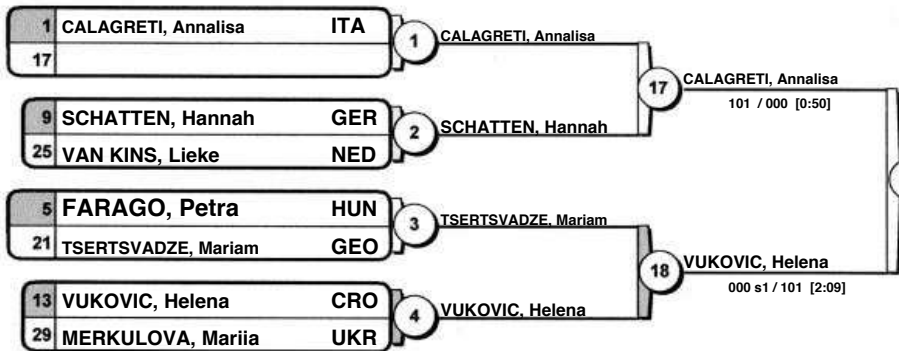 1 CALAGRETI, Annalisa ITA
17
1
CALAGRETI, Annalisa
9 SCHATTEN, Hannah GER
25 VAN KINS, Lieke NED
2
SCHATTEN, Hannah
17
CALAGRETI, Annalisa
101 / 000 [0:50]
5 FARAGO, Petra HUN
21 TSERTSVADZE, Mariam GEO
3
TSERTSVADZE, Mariam
13 VUKOVIC, Helena CRO
29 MERKULOVA, Mariia UKR
4
VUKOVIC, Helena
18
VUKOVIC, Helena
000 s1 / 101 [2:09]